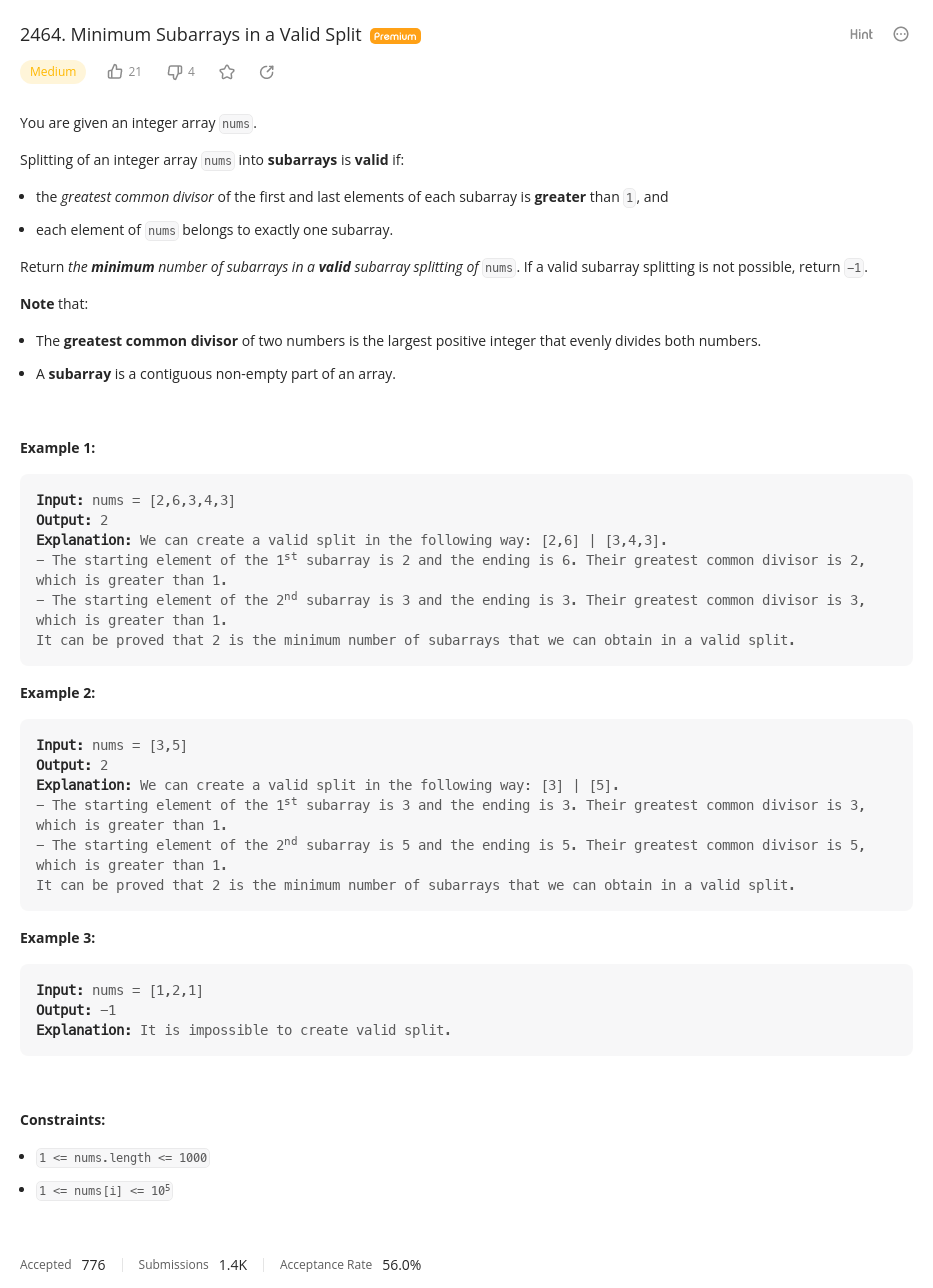 2464. Minimum Subarrays in a Valid Split Premium Hint
Medium 21 4
You are given an integer array nums.
Splitting of an integer array nums into subarrays is valid if:
• the greatest common divisor of the first and last elements of each subarray is greater than 1, and
• each element of nums belongs to exactly one subarray.
Return the minimum number of subarrays in a valid subarray splitting of nums. If a valid subarray splitting is not possible, return -1.
Note that:
• The greatest common divisor of two numbers is the largest positive integer that evenly divides both numbers.
• A subarray is a contiguous non-empty part of an array.
Example 1:
Input: nums = [2,6,3,4,3]
Output: 2
Explanation: We can create a valid split in the following way: [2,6] | [3,4,3].
- The starting element of the 1st subarray is 2 and the ending is 6. Their greatest common divisor is 2,
which is greater than 1.
- The starting element of the 2nd subarray is 3 and the ending is 3. Their greatest common divisor is 3,
which is greater than 1.
It can be proved that 2 is the minimum number of subarrays that we can obtain in a valid split.
Example 2:
Input: nums = [3,5]
Output: 2
Explanation: We can create a valid split in the following way: [3] | [5].
- The starting element of the 1st subarray is 3 and the ending is 3. Their greatest common divisor is 3,
which is greater than 1.
- The starting element of the 2nd subarray is 5 and the ending is 5. Their greatest common divisor is 5,
which is greater than 1.
It can be proved that 2 is the minimum number of subarrays that we can obtain in a valid split.
Example 3:
Input: nums = [1,2,1]
Output: -1
Explanation: It is impossible to create valid split.
Constraints:
• 1 <= nums.length <= 1000
• 1 <= nums[i] <= 10⁵
Accepted 776 Submissions 1.4K Acceptance Rate 56.0%